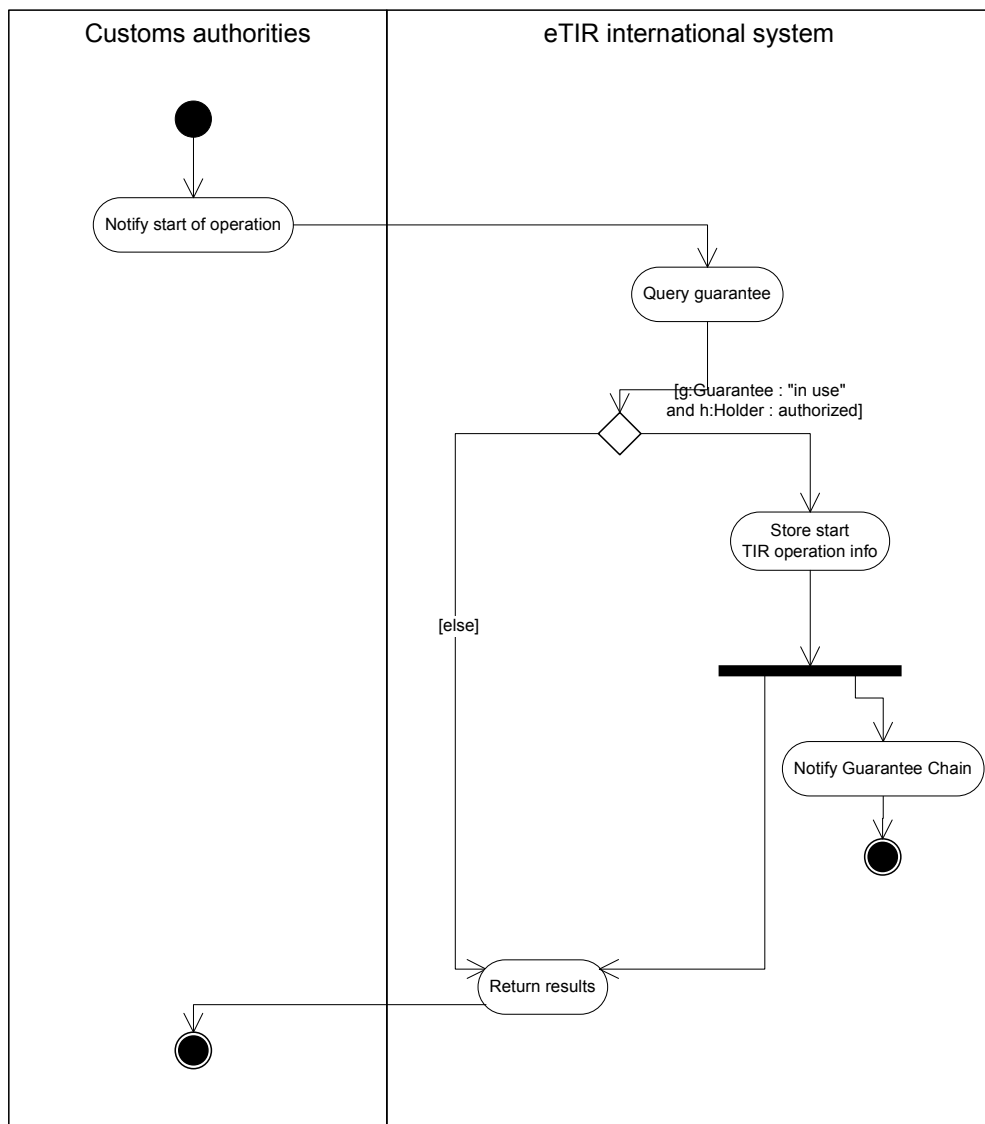 Customs authorities
eTIR international system
Notify start of operation
Query guarantee
[g:Guarantee : "in use"
and h:Holder : authorized]
Store start
TIR operation info
[else]
Notify Guarantee Chain
Return results